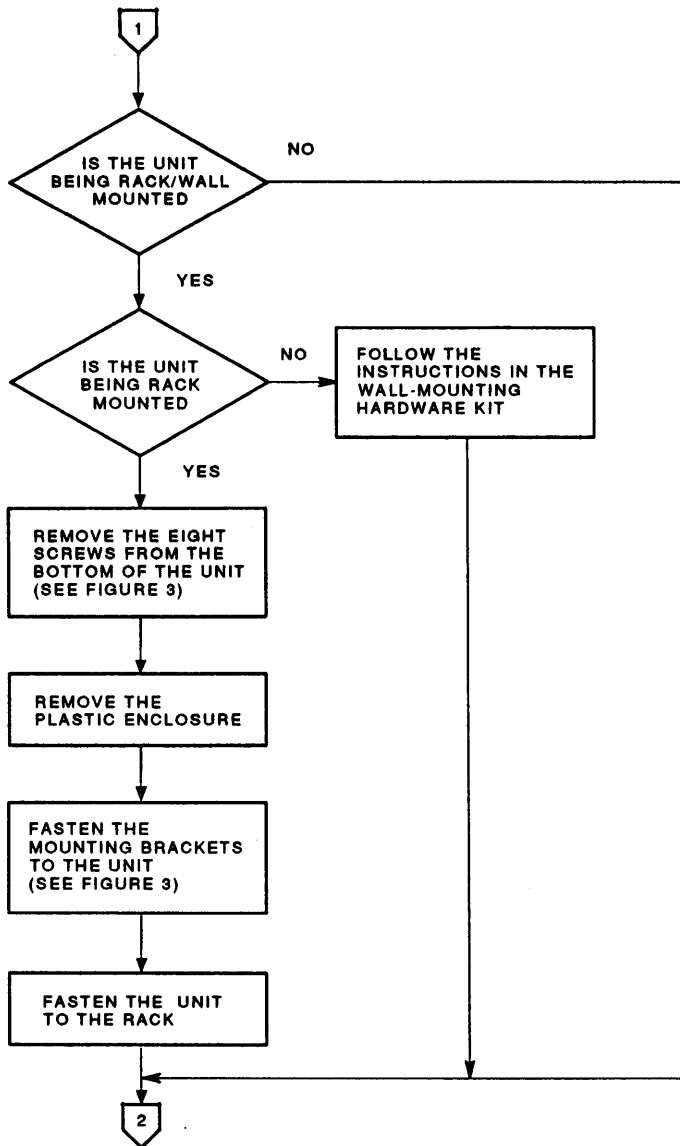 1
IS THE UNIT
BEING RACK/WALL
MOUNTED
NO
YES
IS THE UNIT
BEING RACK
MOUNTED
NO
FOLLOW THE
INSTRUCTIONS IN THE
WALL-MOUNTING
HARDWARE KIT
YES
REMOVE THE EIGHT
SCREWS FROM THE
BOTTOM OF THE UNIT
(SEE FIGURE 3)
REMOVE THE
PLASTIC ENCLOSURE
FASTEN THE
MOUNTING BRACKETS
TO THE UNIT
(SEE FIGURE 3)
FASTEN THE UNIT
TO THE RACK
2